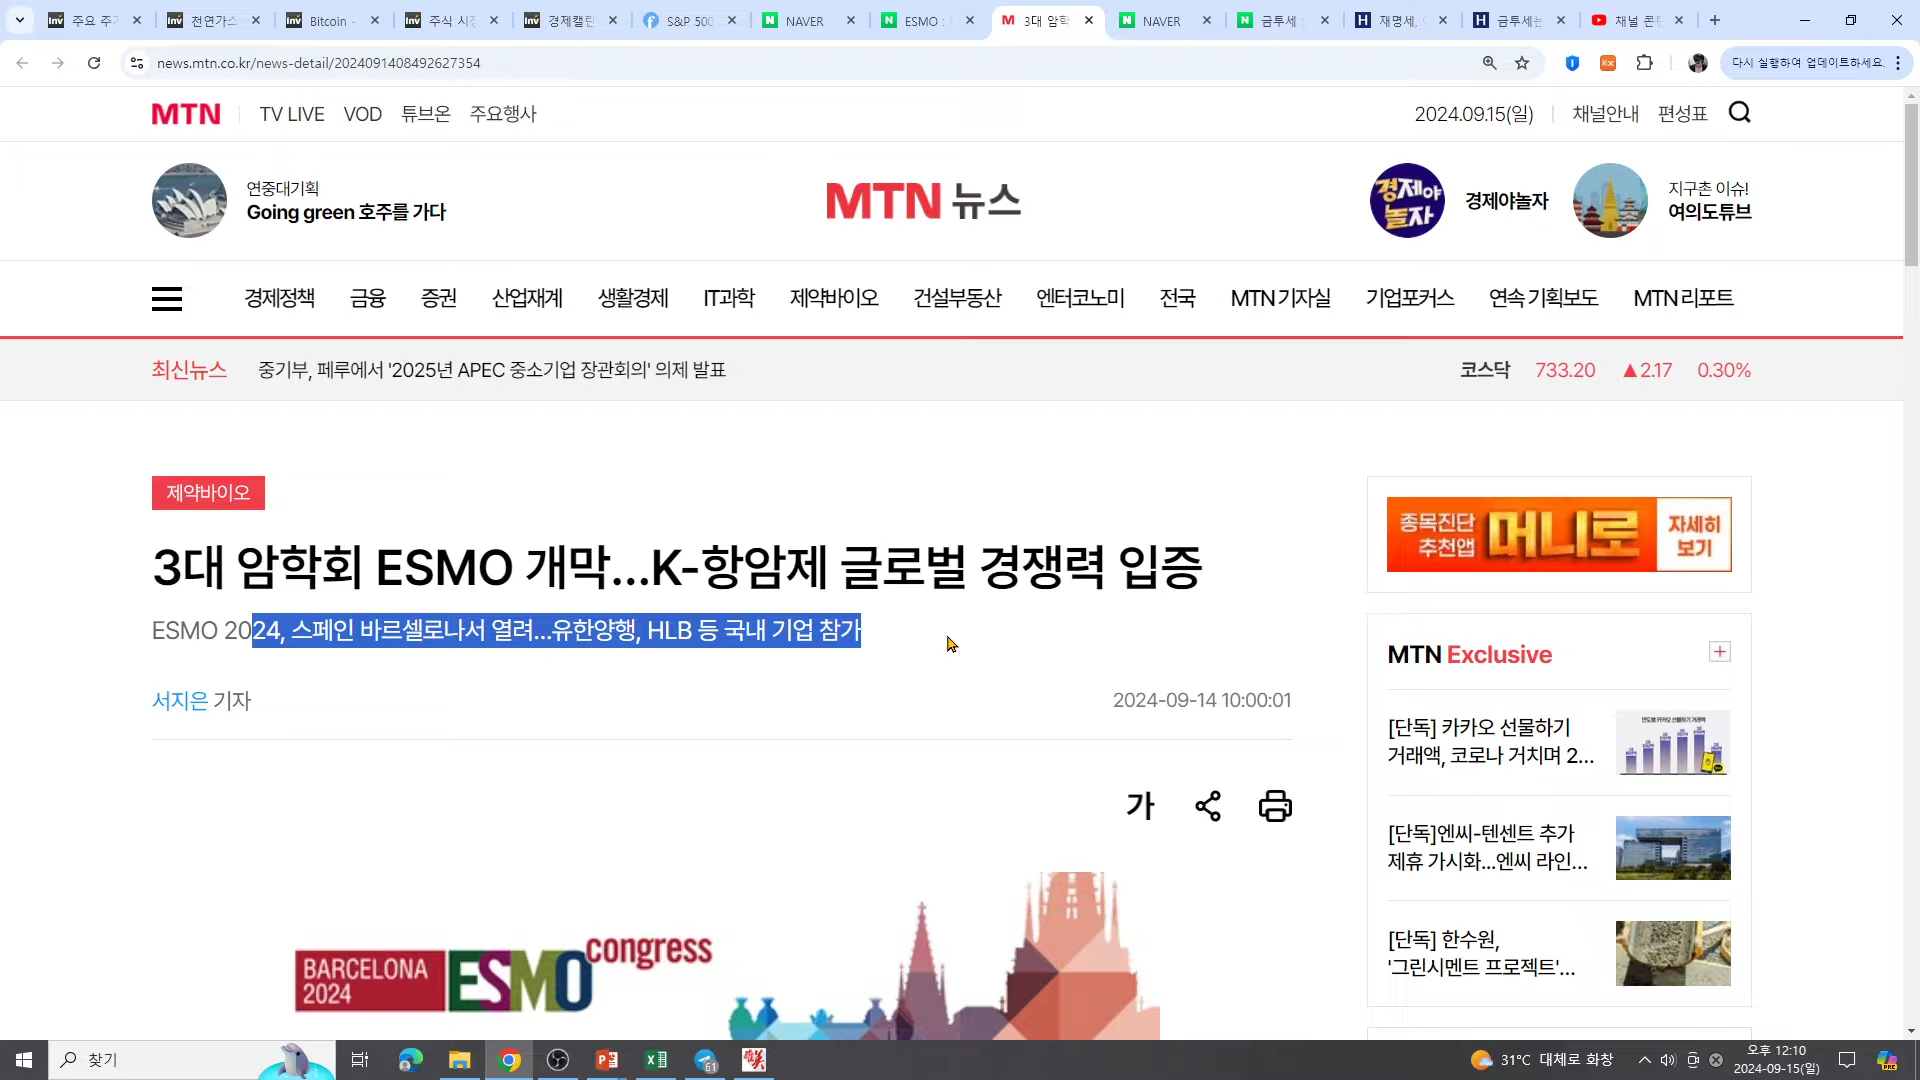 주요 주
전연가스
Bitcoin -
주식 시
경제캘린
S&P 500
NAVER
ESMO :
3대 암학
NAVER
금투세 :
재명세,
금투세는
채널 콘텐
news.mtn.co.kr/news-detail/2024091408492627354
다시 실행하여 업데이트하세요.
MTN
TV LIVE
VOD
튜브온
주요행사
2024.09.15(일)
채널안내
편성표
연중대기획
Going green 호주를 가다
MTN 뉴스
경제야
놀자
경제야놀자
지구촌 이슈!
여의도튜브
경제정책
금융
증권
산업재계
생활경제
IT과학
제약바이오
건설부동산
엔터코노미
전국
MTN 기자실
기업포커스
연속 기획보도
MTN 리포트
최신뉴스
중기부, 페루에서 '2025년 APEC 중소기업 장관회의' 의제 발표
코스닥 733.20 ▲2.17 0.30%
제약바이오
3대 암학회 ESMO 개막...K-항암제 글로벌 경쟁력 입증
ESMO 2024, 스페인 바르셀로나서 열려...유한양행, HLB 등 국내 기업 참가
서지은 기자
2024-09-14 10:00:01
가
BARCELONA
2024
ESMO congress
종목진단
추천앱
머니로
자세히
보기
MTN Exclusive
[단독] 카카오 선물하기
거래액, 코로나 거치며 2...
[단독]엔씨-텐센트 추가
제휴 가시화...엔씨 라인...
[단독] 한수원,
'그린시멘트 프로젝트'...
찾기
61
31°C 대체로 화창
오후 12:10
2024-09-15(일)